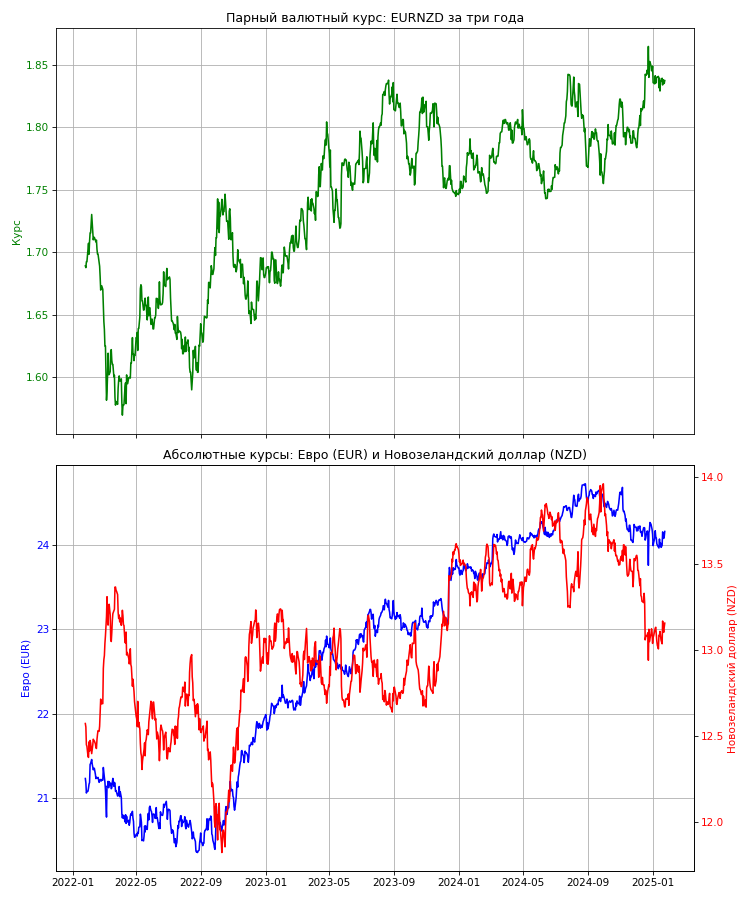 Парный валютный курс: EURNZD за три года
1.85
1.80
1.75
1.70
1.65
1.60
Курс
Абсолютные курсы: Евро (EUR) и Новозеландский доллар (NZD)
24
23
22
21
Евро (EUR)
14.0
13.5
13.0
12.5
12.0
Новозеландский доллар (NZD)
2022-01 2022-05 2022-09 2023-01 2023-05 2023-09 2024-01 2024-05 2024-09 2025-01